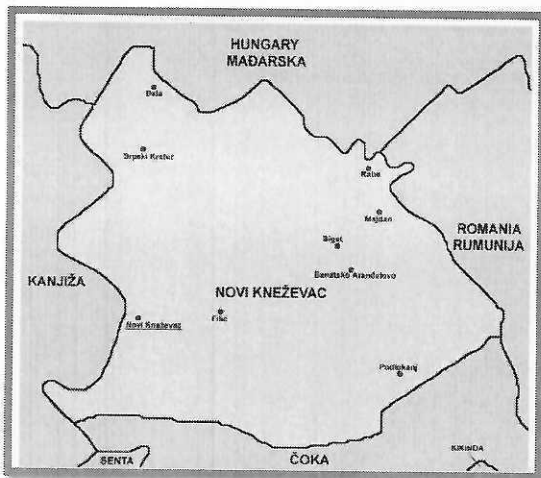 HUNGARY
MAĐARSKA
Đala
Srpski Krstur
Rabe
Majdan
ROMANIA
RUMUNIJA
Siget
Banatsko Aranđelovo
KANJIŽA
NOVI KNEŽEVAC
Novi Kneževac
Filić
Podlokanj
SENTA
ČOKA
KIKINDA